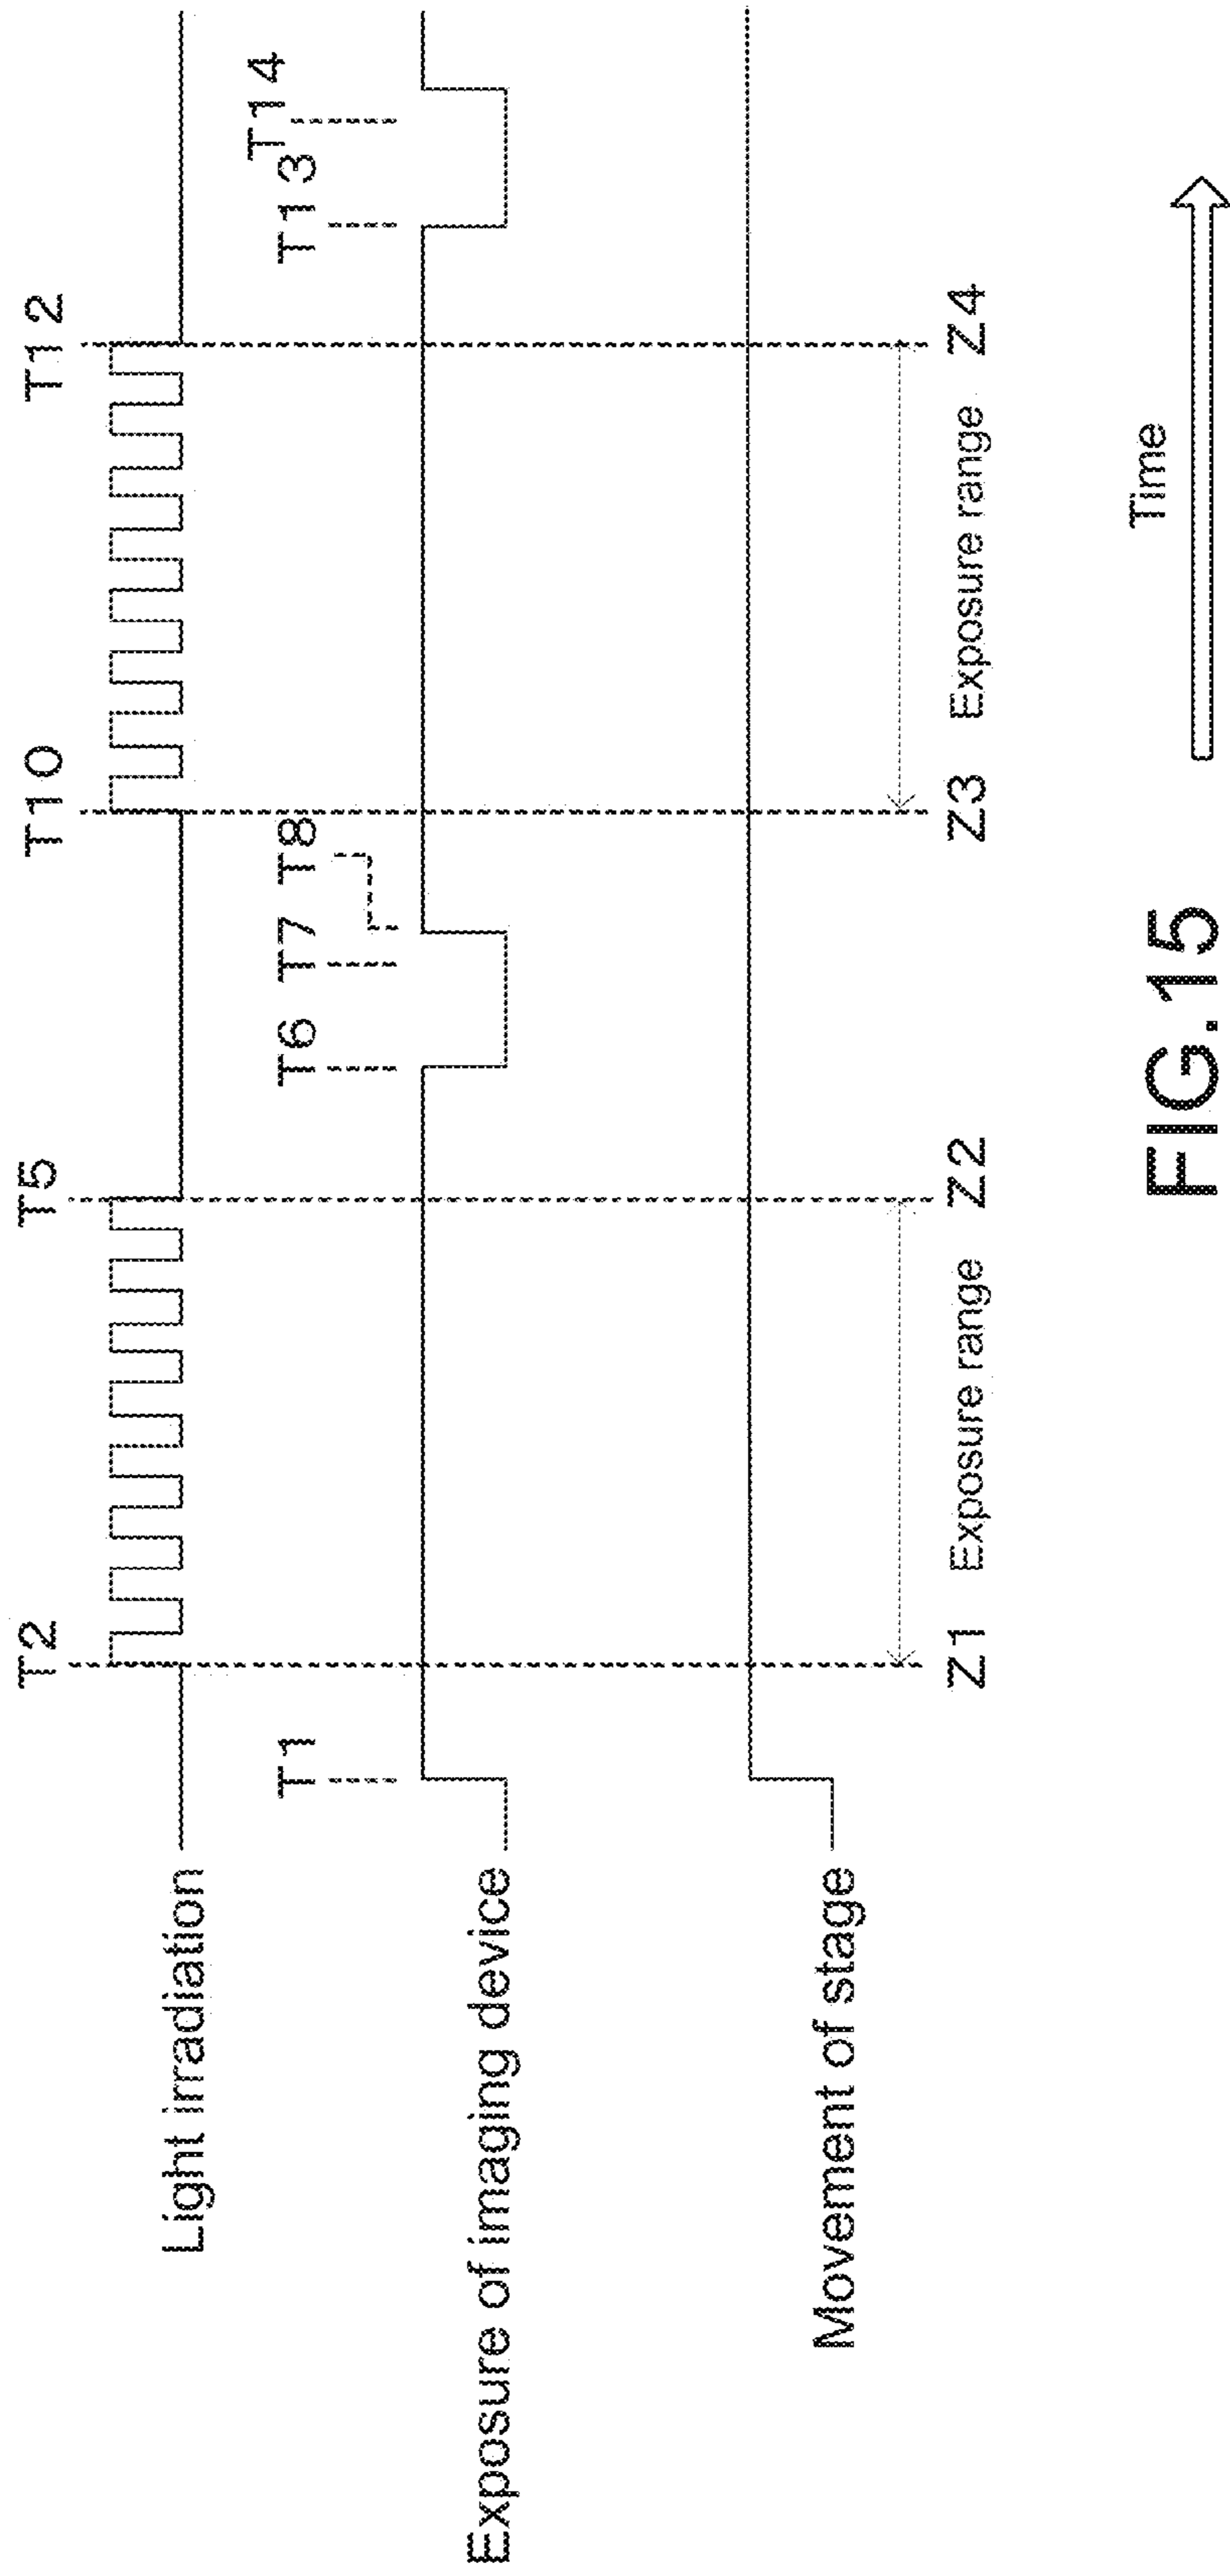 T2
T5
T10
T12
Light irradiation
T1
T6
T7
T8
T13
T14
Exposure of imaging device
Movement of stage
Z1
Exposure range
Z2
Z3
Exposure range
Z4
Time
FIG.15